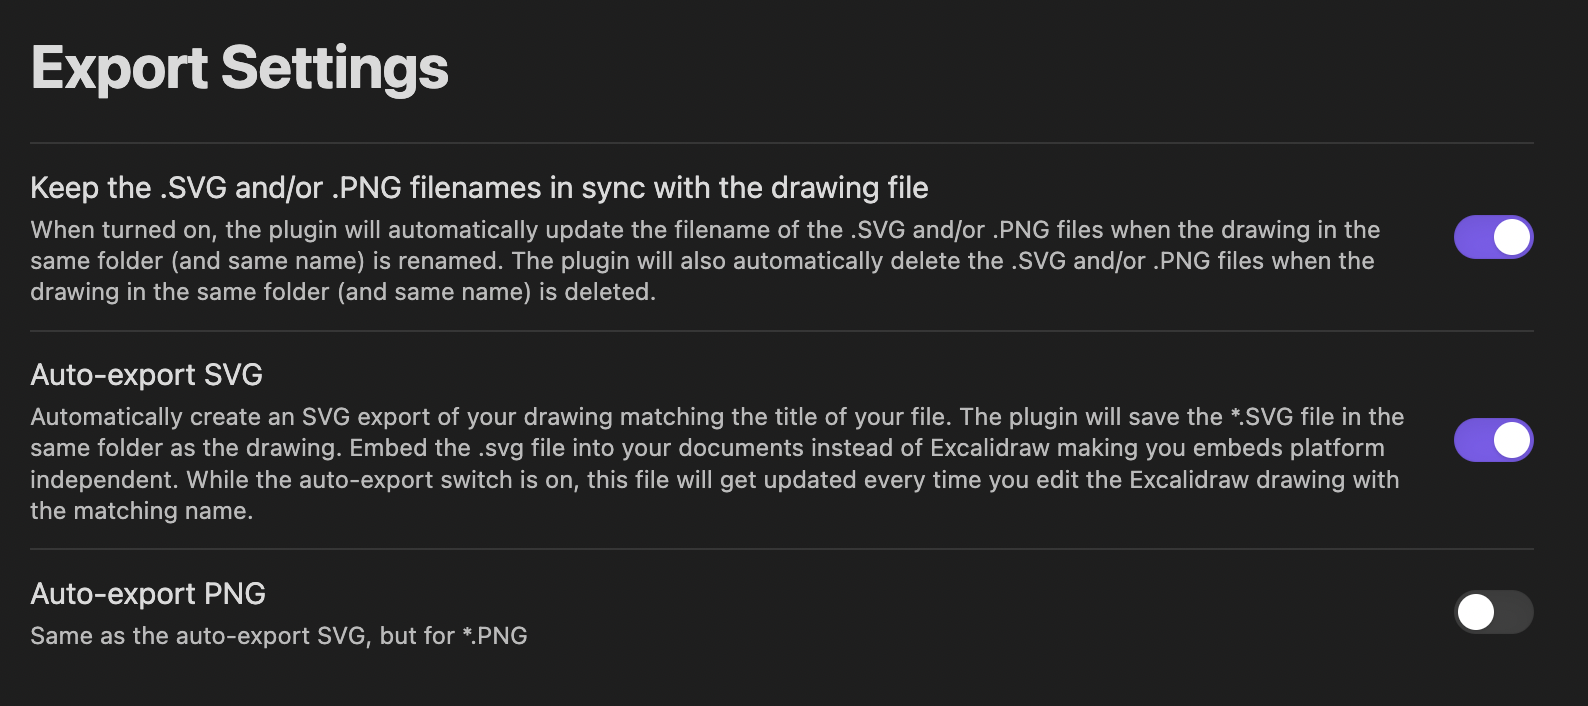 Export Settings
Keep the .SVG and/or .PNG filenames in sync with the drawing file
When turned on, the plugin will automatically update the filename of the .SVG and/or .PNG files when the drawing in the
same folder (and same name) is renamed. The plugin will also automatically delete the .SVG and/or .PNG files when the
drawing in the same folder (and same name) is deleted.
Auto-export SVG
Automatically create an SVG export of your drawing matching the title of your file. The plugin will save the *.SVG file in the
same folder as the drawing. Embed the .svg file into your documents instead of Excalidraw making you embeds platform
independent. While the auto-export switch is on, this file will get updated every time you edit the Excalidraw drawing with
the matching name.
Auto-export PNG
Same as the auto-export SVG, but for *.PNG